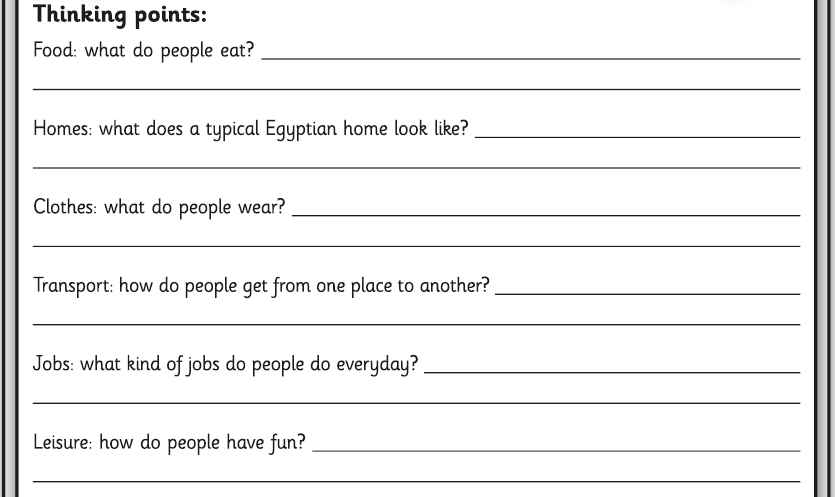 Thinking points:
Food: what do people eat?
Homes: what does a typical Egyptian home look like?
Clothes: what do people wear?
Transport: how do people get from one place to another?
Jobs: what kind of jobs do people do everyday?
Leisure: how do people have fun?